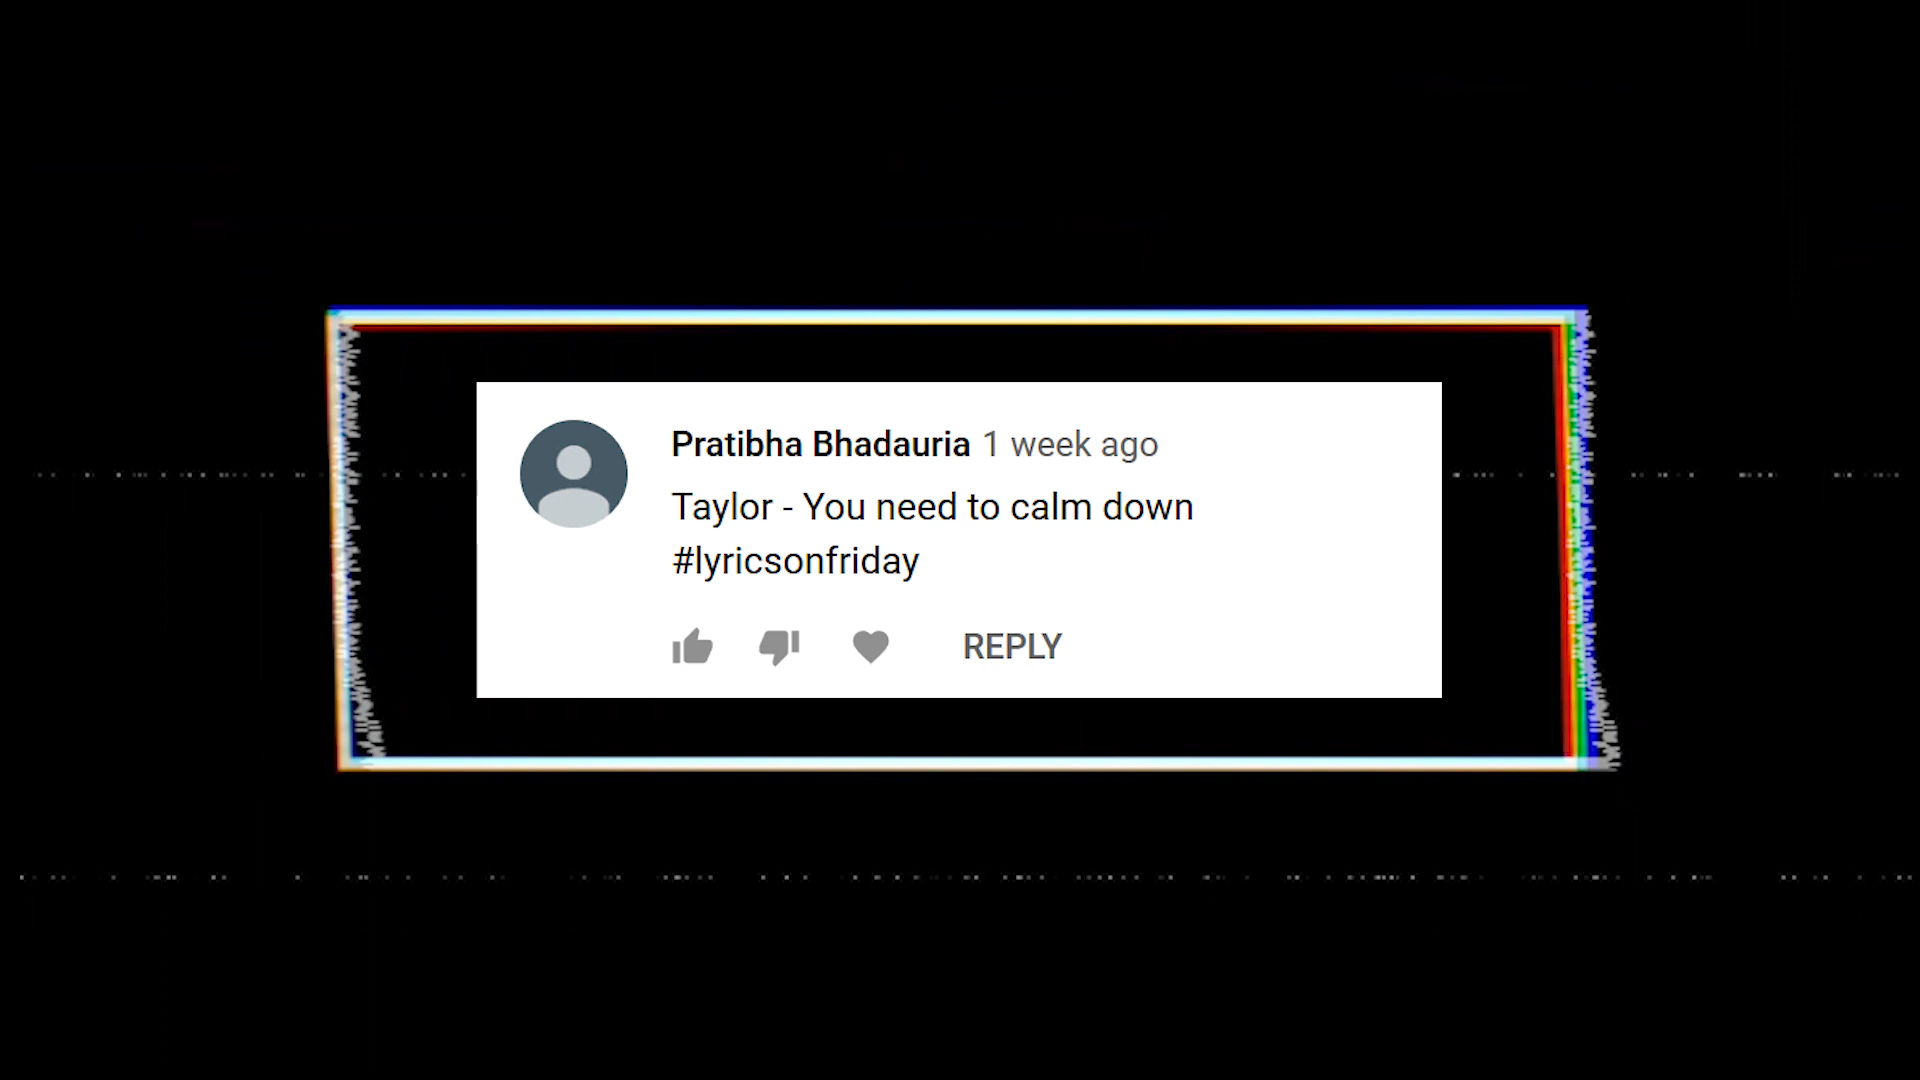 Pratibha Bhadauria 1 week ago
Taylor - You need to calm down
#lyricsonfriday
REPLY